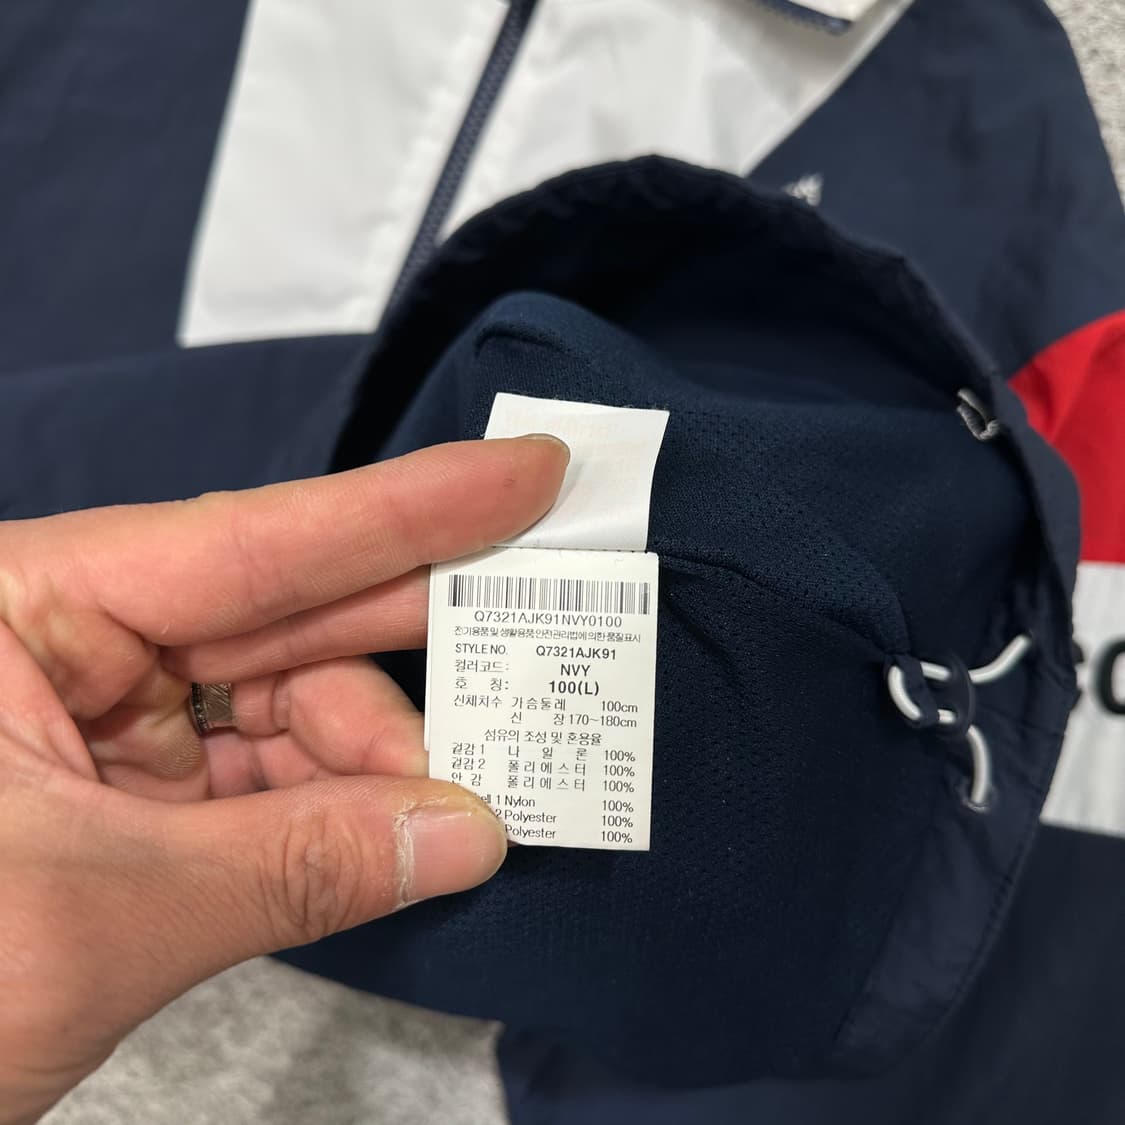 Q7321AJK91NVY0100
전기용품 및 생활용품 안전관리법에 의한 품질표시
STYLE NO. Q7321AJK91
컬러코드: NVY
호 칭: 100(L)
신체치수 가슴둘레 100cm
신 장 170~180cm
섬유의 조성 및 혼용율
겉감 1 나 일 론 100%
겉감 2 폴 리 에 스 터 100%
안 감 폴 리 에 스 터 100%
1 Nylon 100%
2 Polyester 100%
Polyester 100%